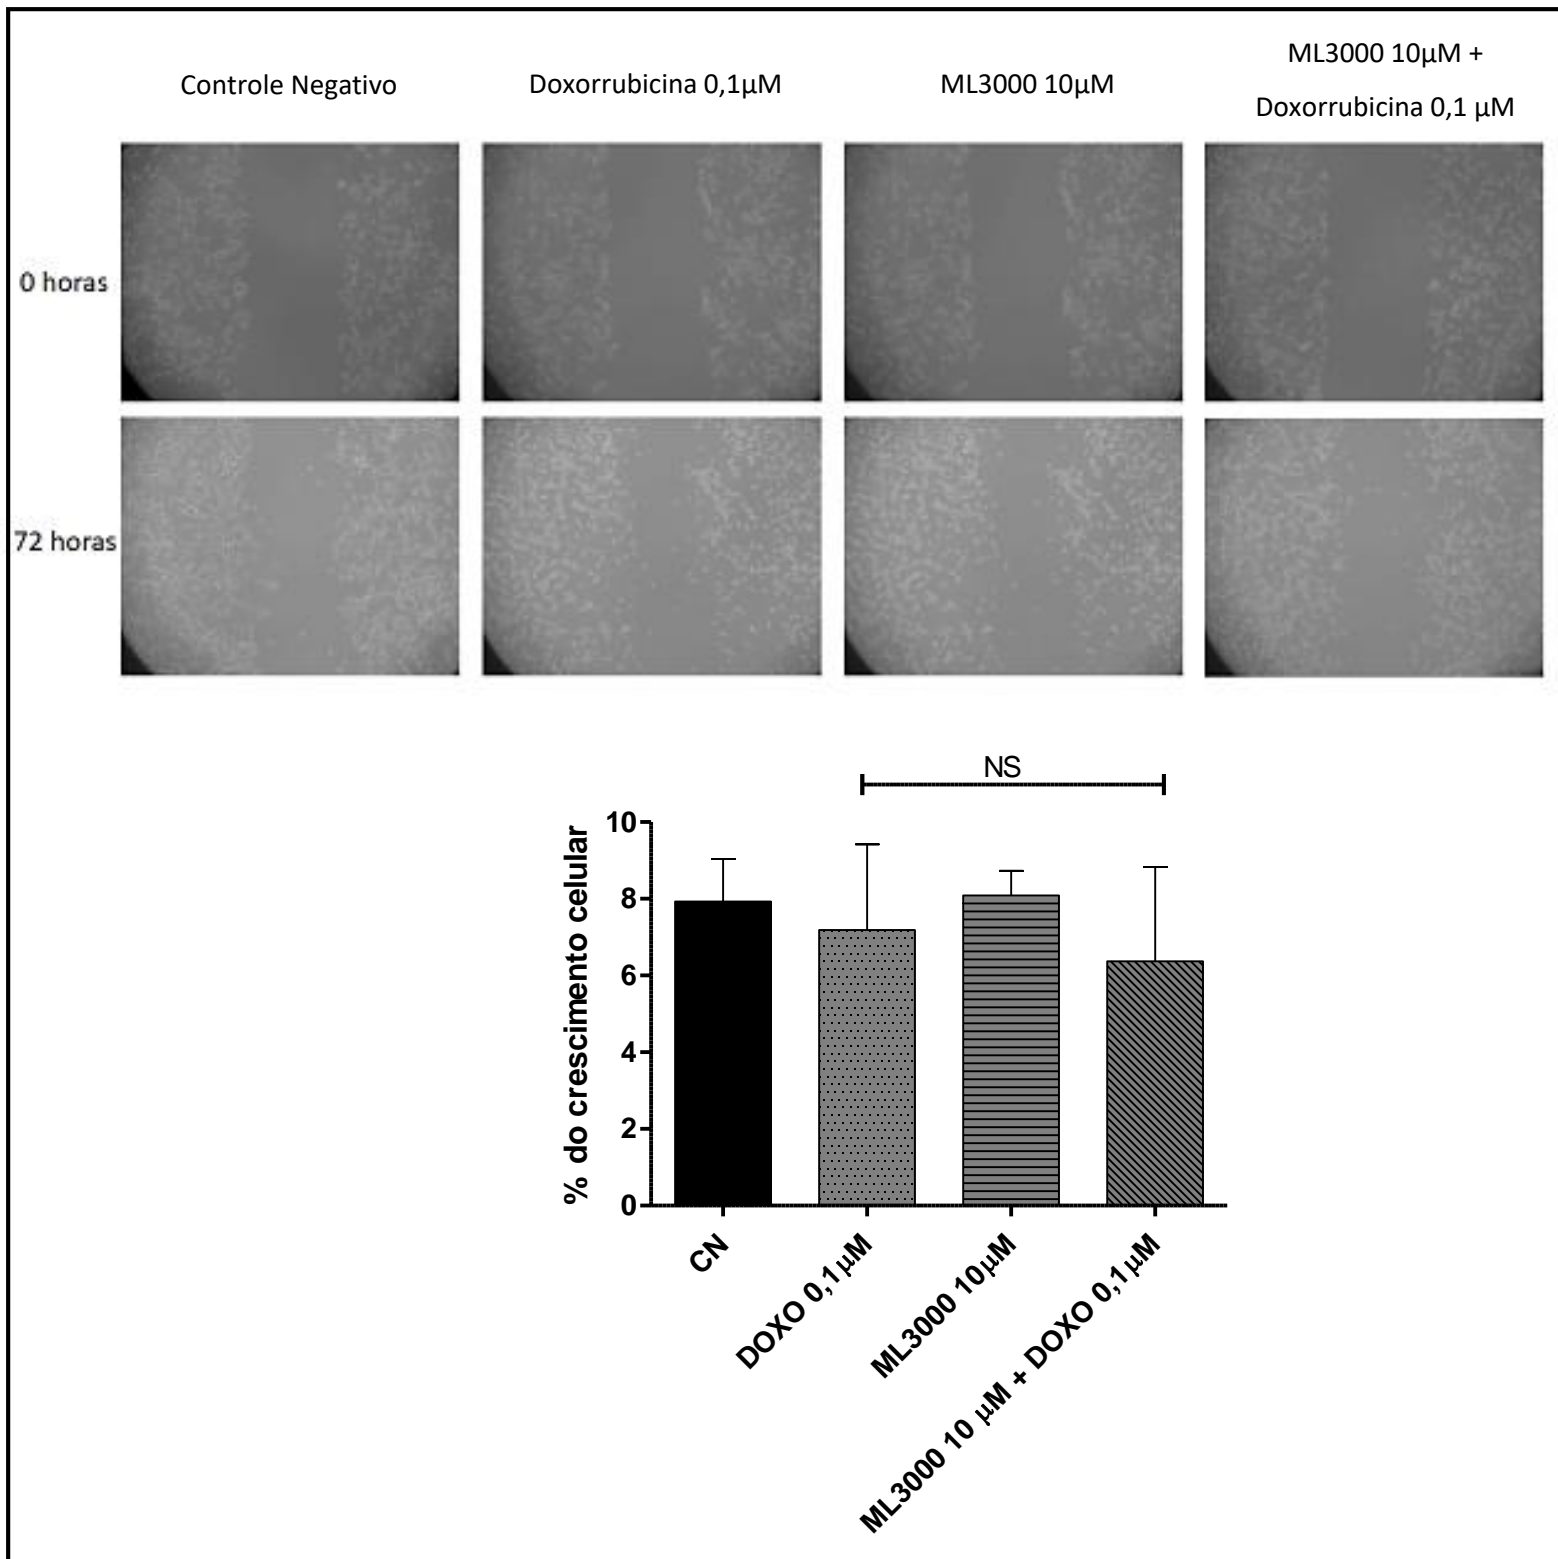 Controle Negativo
Doxorrubicina 0,1µM
ML3000 10µM
ML3000 10µM +
Doxorrubicina 0,1 µM
0 horas
72 horas
NS
% do crescimento celular
10
8
6
4
2
0
CN
DOXO 0,1µM
ML3000 10µM
ML3000 10 µM + DOXO 0,1µM